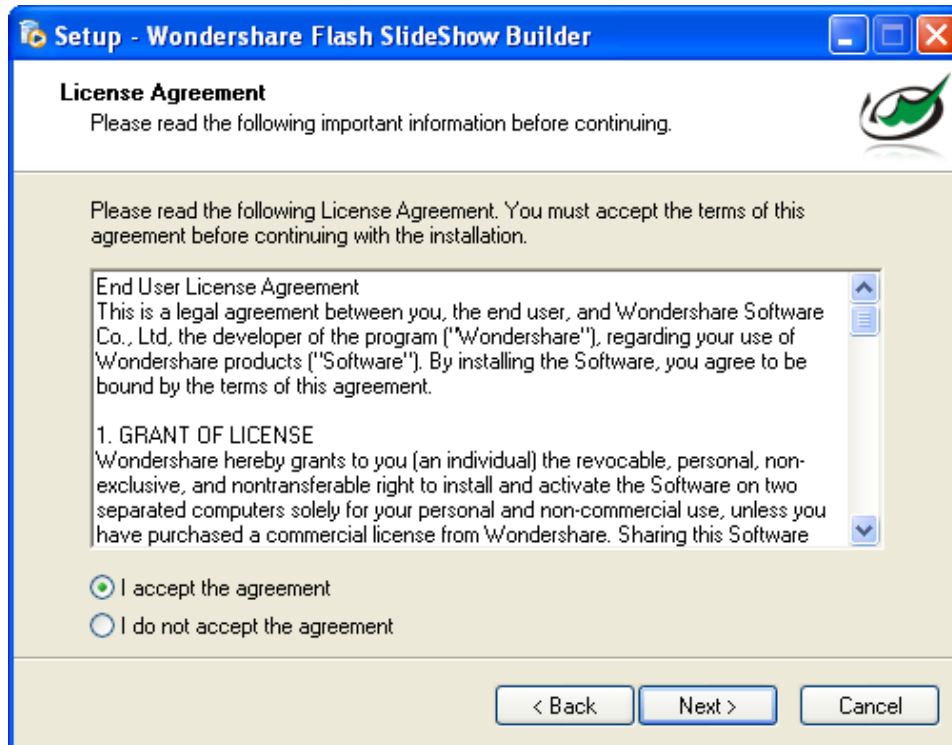 Setup - Wondershare Flash SlideShow Builder
License Agreement
Please read the following important information before continuing.
Please read the following License Agreement. You must accept the terms of this
agreement before continuing with the installation.
End User License Agreement
This is a legal agreement between you, the end user, and Wondershare Software
Co., Ltd, the developer of the program ("Wondershare"), regarding your use of
Wondershare products ("Software"). By installing the Software, you agree to be
bound by the terms of this agreement.
1. GRANT OF LICENSE
Wondershare hereby grants to you (an individual) the revocable, personal, non-
exclusive, and nontransferable right to install and activate the Software on two
separated computers solely for your personal and non-commercial use, unless you
have purchased a commercial license from Wondershare. Sharing this Software
I accept the agreement
I do not accept the agreement
< Back
Next >
Cancel